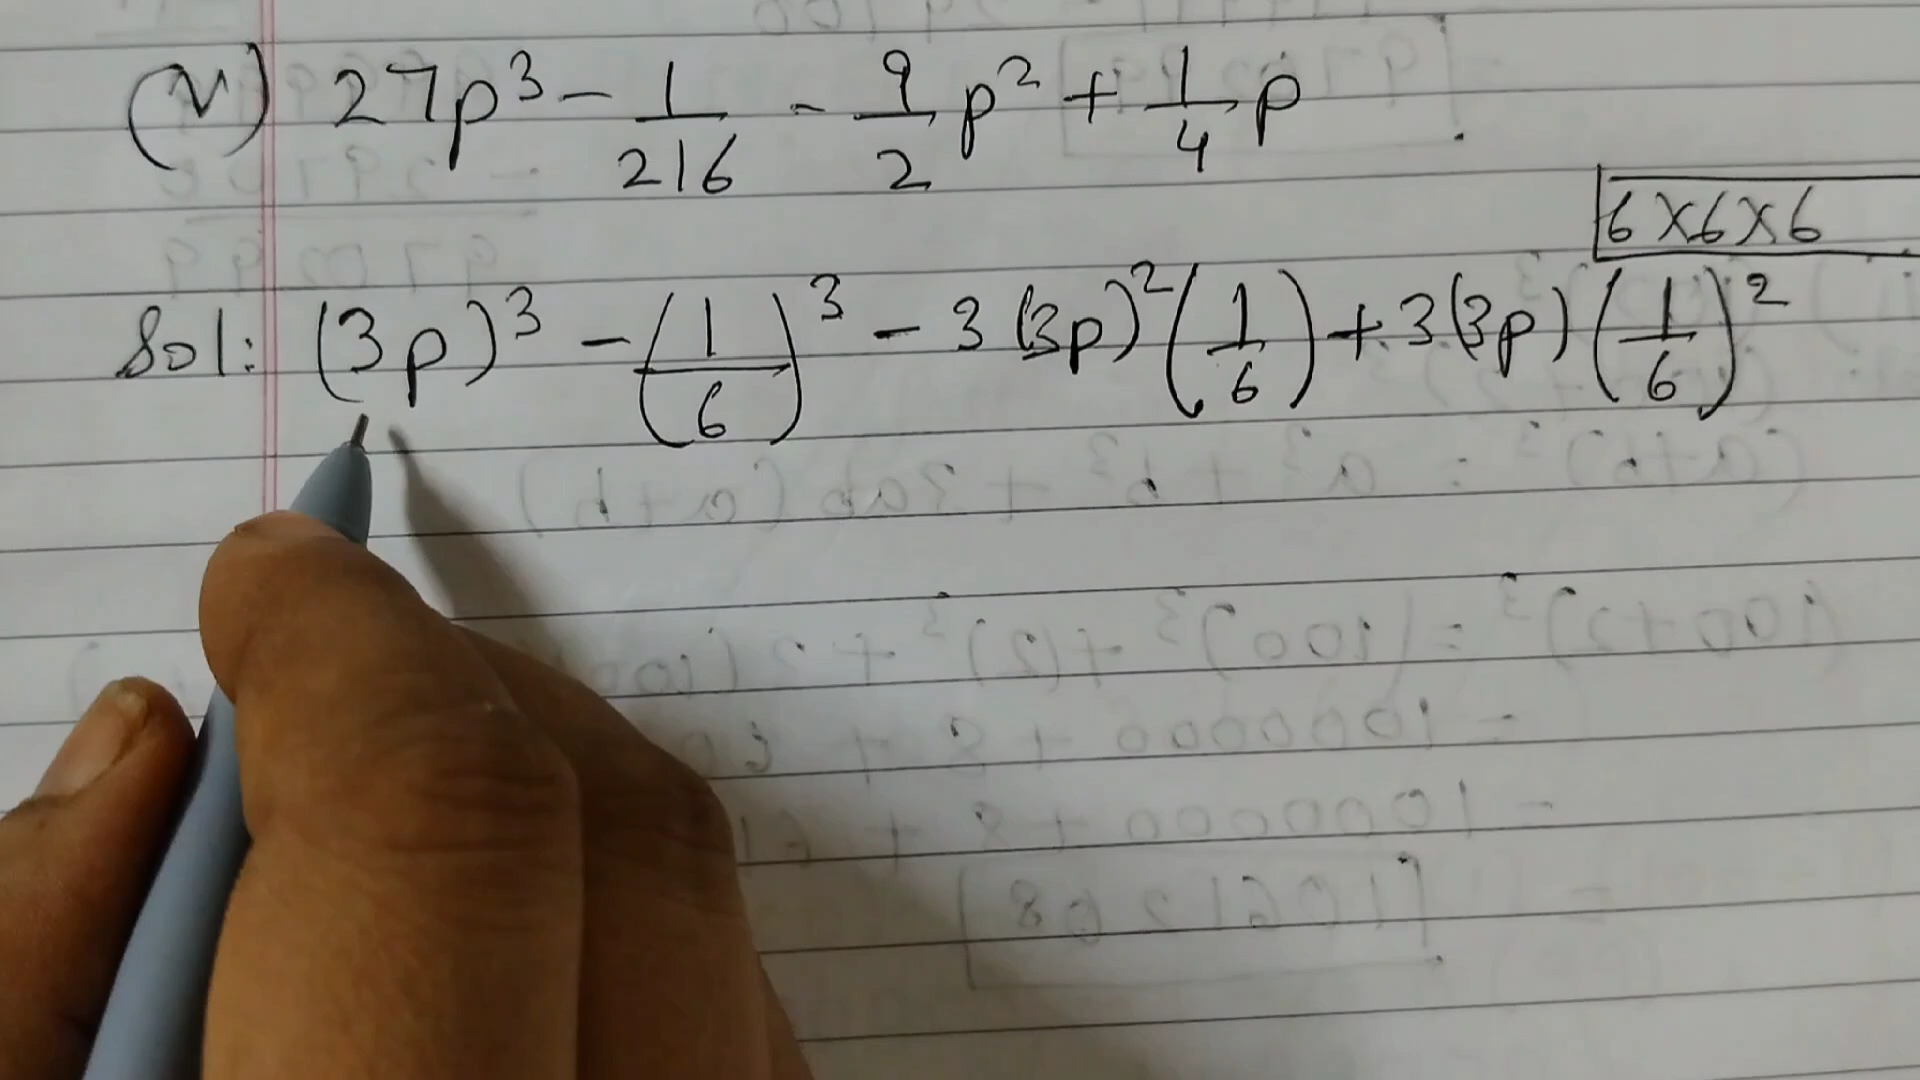 (v) 27p³ - 1/216 - 9/2 p² + 1/4 p
6×6×6
Sol: (3p)³ - (1/6)³ - 3(3p)²(1/6) + 3(3p)(1/6)²